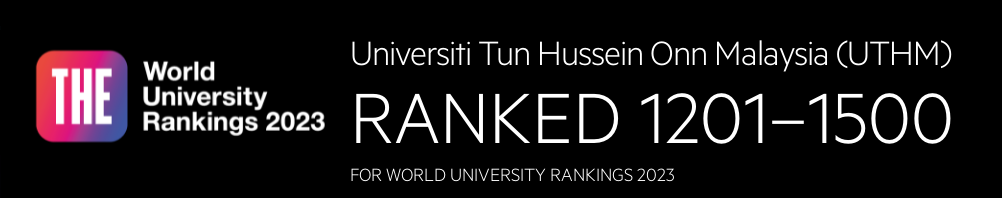 THE
World
University
Rankings 2023
Universiti Tun Hussein Onn Malaysia (UTHM)
RANKED 1201–1500
FOR WORLD UNIVERSITY RANKINGS 2023